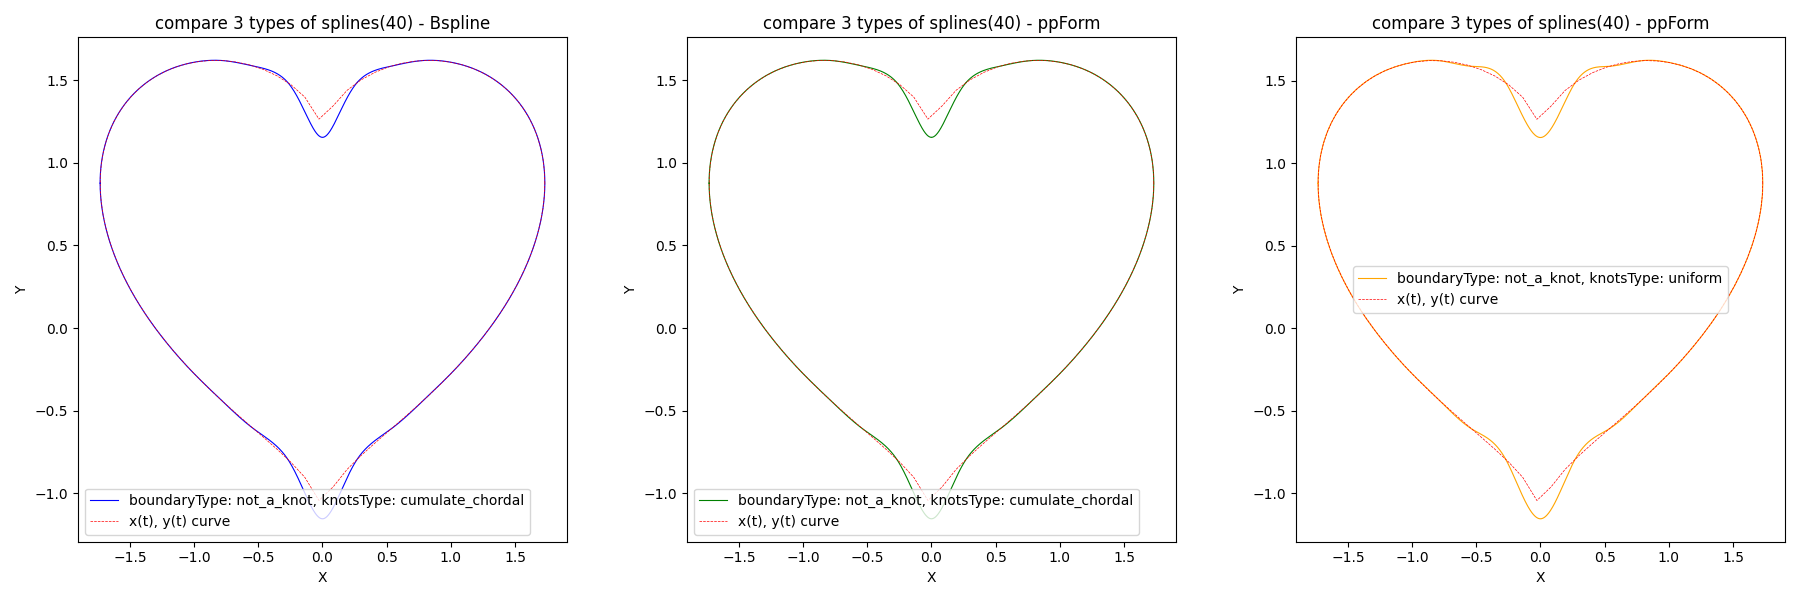 compare 3 types of splines(40) - Bspline
Y
1.5
1.0
0.5
0.0
−0.5
−1.0
boundaryType: not_a_knot, knotsType: cumulate_chordal
x(t), y(t) curve
−1.5 −1.0 −0.5 0.0 0.5 1.0 1.5
X
compare 3 types of splines(40) - ppForm
Y
1.5
1.0
0.5
0.0
−0.5
−1.0
boundaryType: not_a_knot, knotsType: cumulate_chordal
x(t), y(t) curve
−1.5 −1.0 −0.5 0.0 0.5 1.0 1.5
X
compare 3 types of splines(40) - ppForm
Y
1.5
1.0
0.5
boundaryType: not_a_knot, knotsType: uniform
x(t), y(t) curve
0.0
−0.5
−1.0
−1.5 −1.0 −0.5 0.0 0.5 1.0 1.5
X